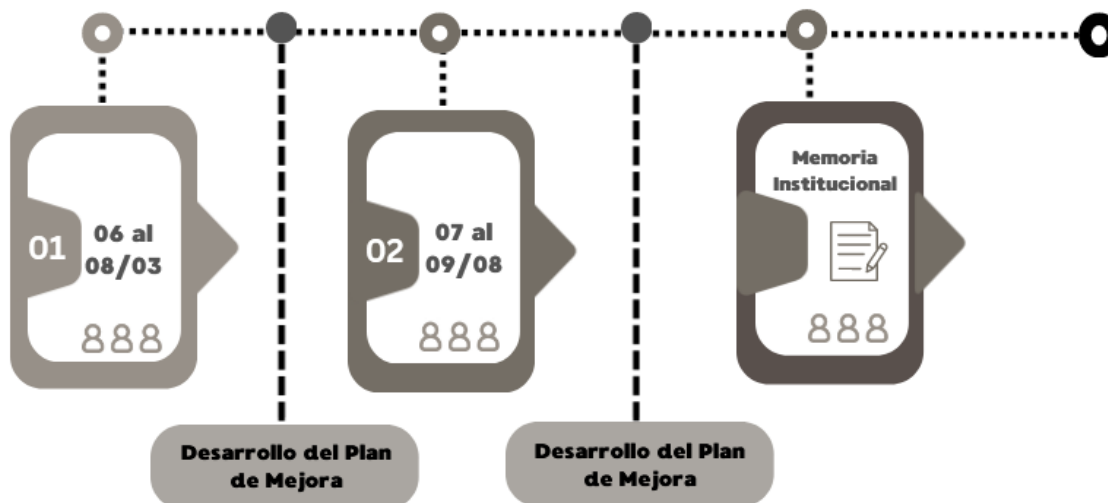 01
06 al
08/03
02
07 al
09/08
Memoria
Institucional
Desarrollo del Plan
de Mejora
Desarrollo del Plan
de Mejora